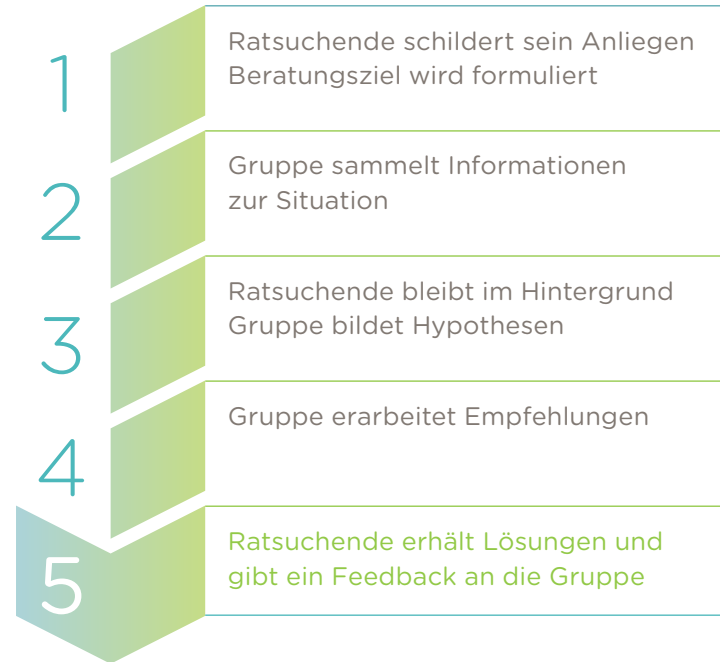 1
Ratsuchende schildert sein Anliegen
Beratungsziel wird formuliert
2
Gruppe sammelt Informationen
zur Situation
3
Ratsuchende bleibt im Hintergrund
Gruppe bildet Hypothesen
4
Gruppe erarbeitet Empfehlungen
5
Ratsuchende erhält Lösungen und
gibt ein Feedback an die Gruppe